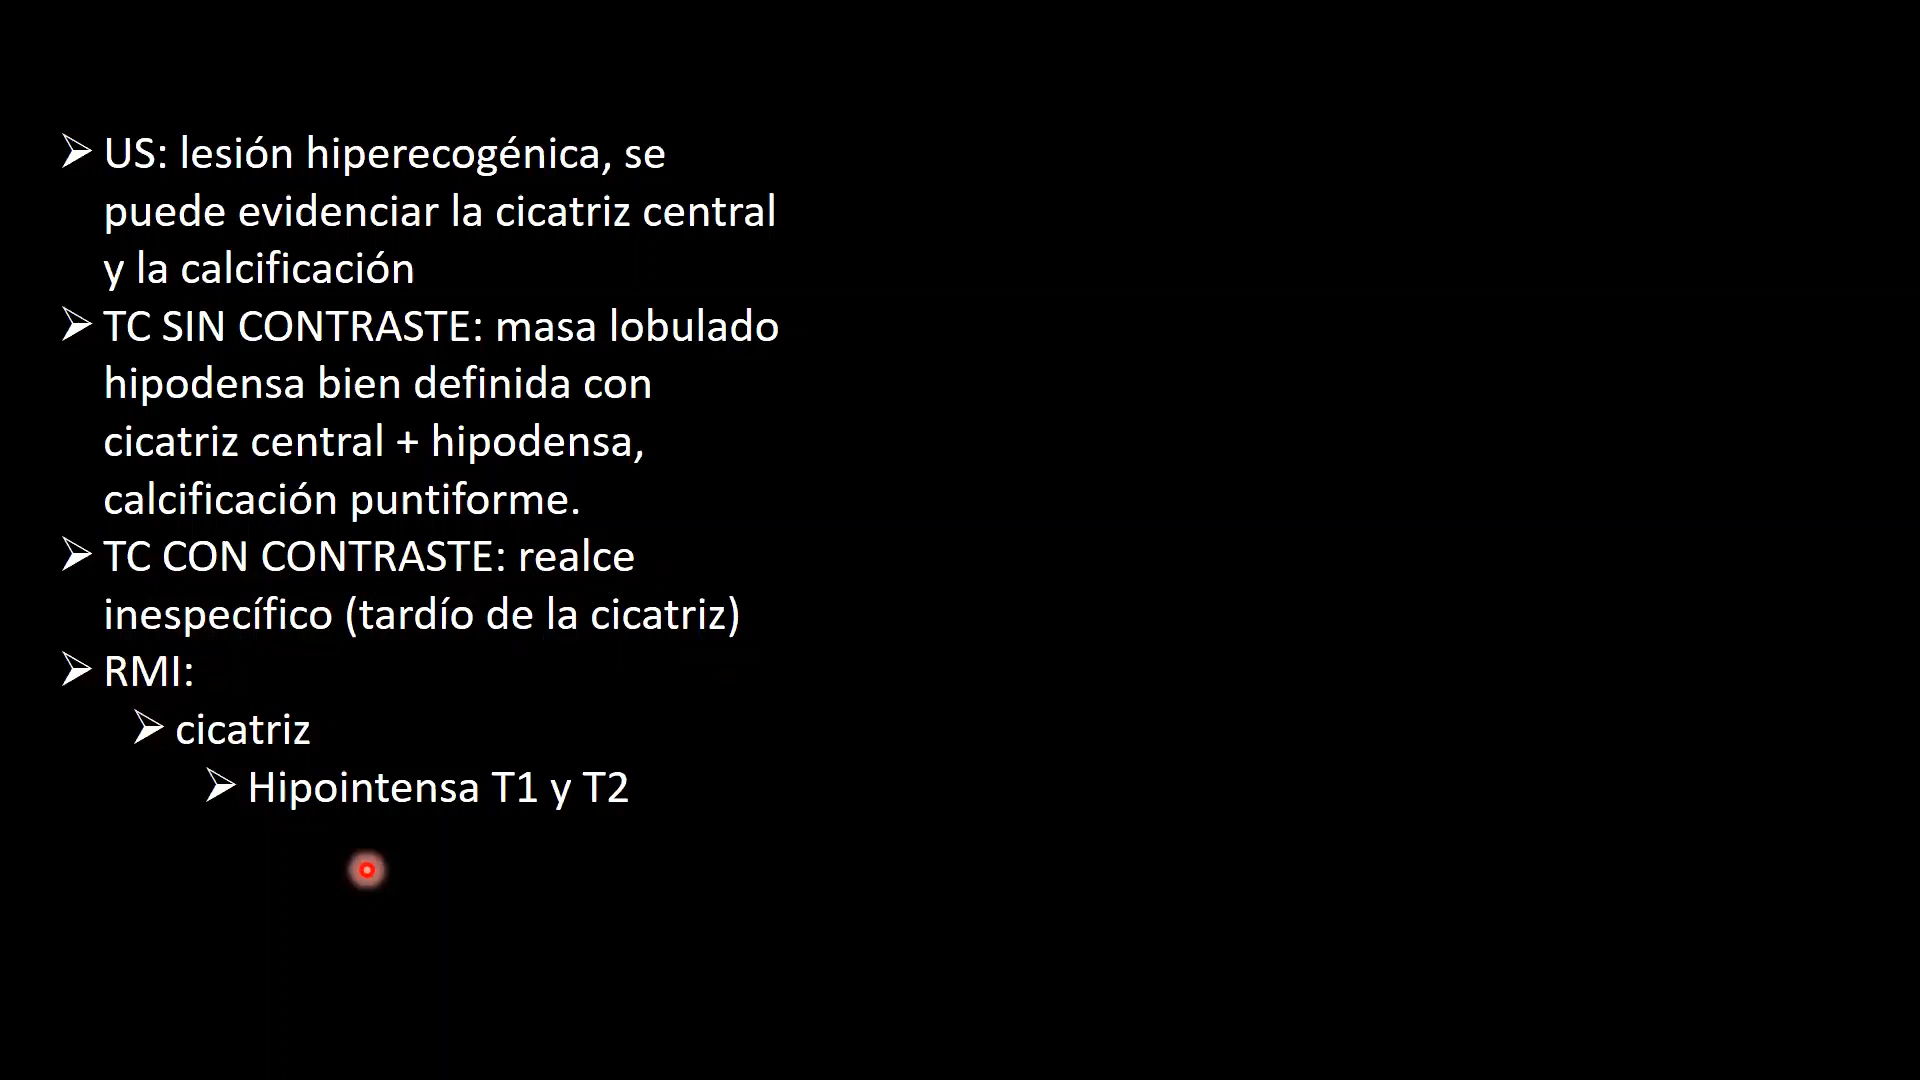 ➢ US: lesión hiperecogénica, se
puede evidenciar la cicatriz central
y la calcificación
➢ TC SIN CONTRASTE: masa lobulado
hipodensa bien definida con
cicatriz central + hipodensa,
calcificación puntiforme.
➢ TC CON CONTRASTE: realce
inespecífico (tardío de la cicatriz)
➢ RMI:
➢ cicatriz
➢ Hipointensa T1 y T2